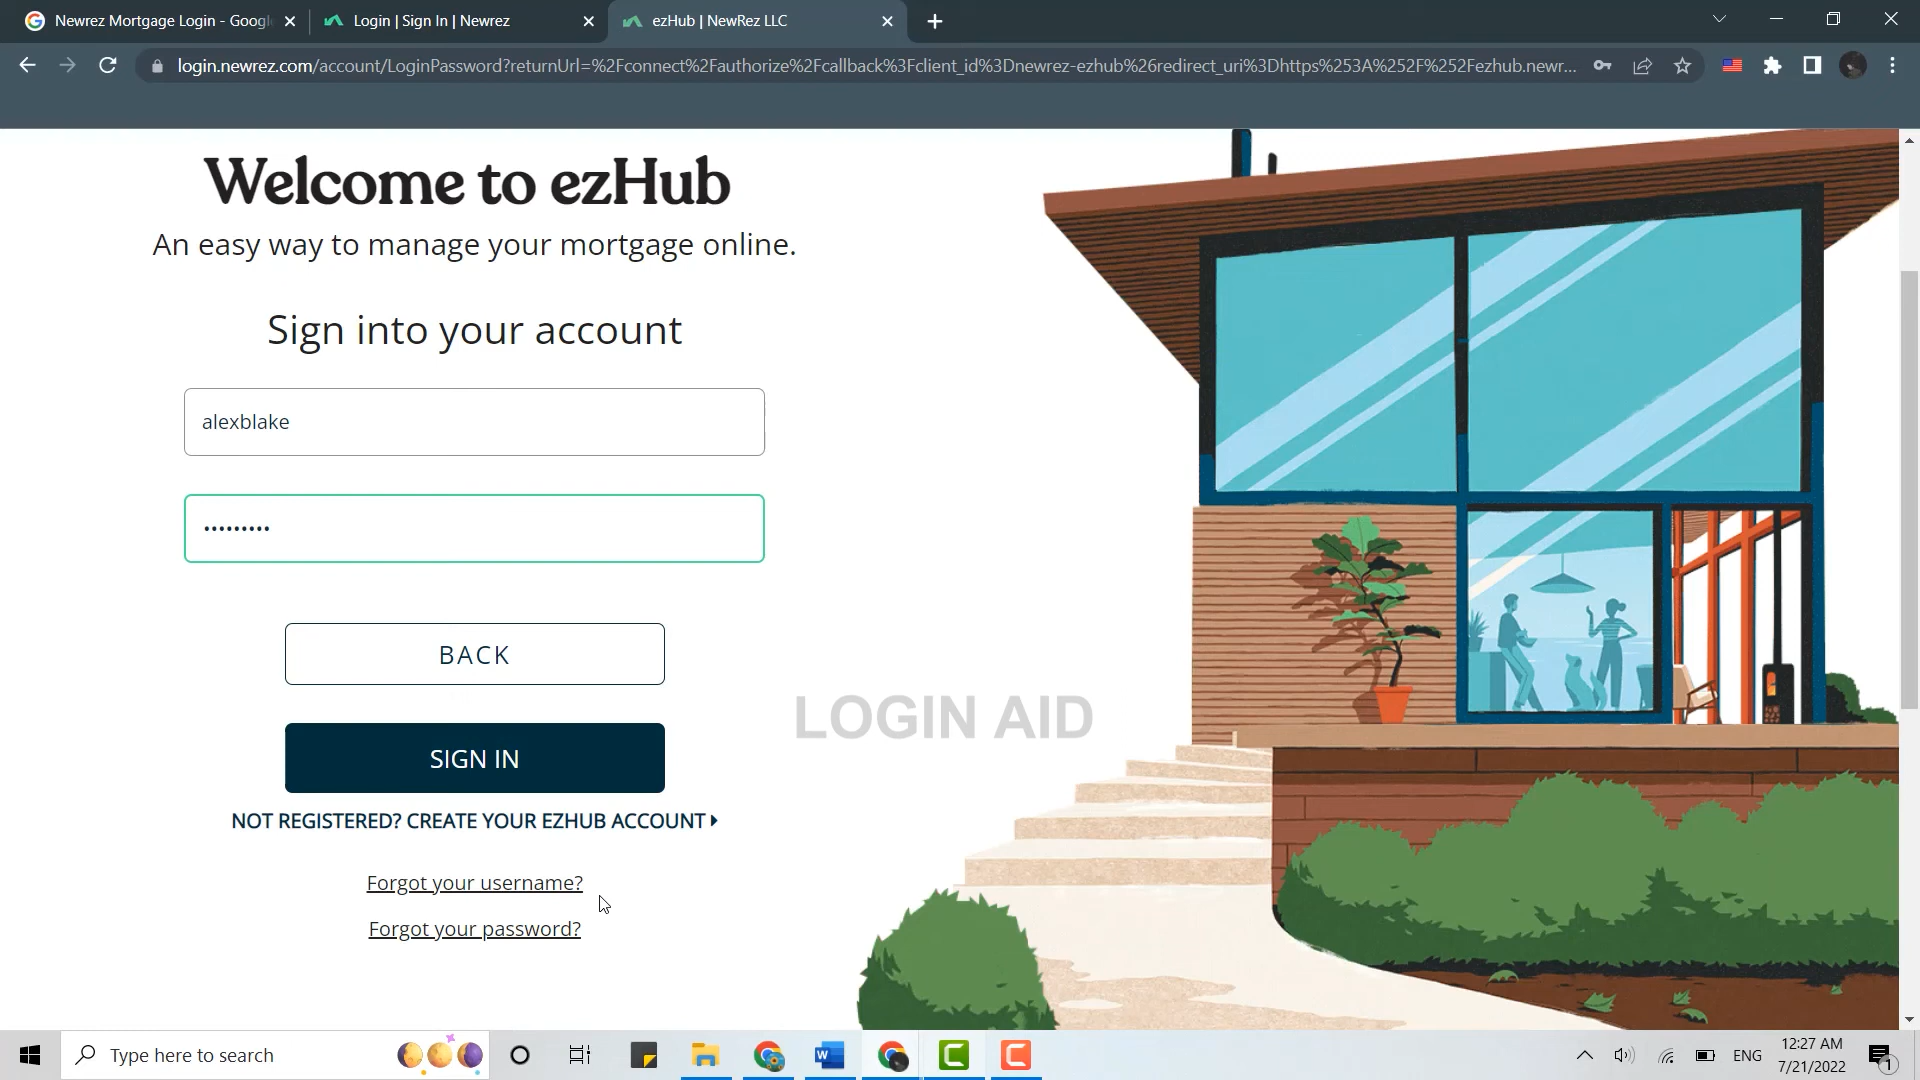 Newrez Mortgage Login - Google
Login | Sign In | Newrez
ezHub | NewRez LLC
login.newrez.com/account/LoginPassword?returnUrl=%2Fconnect%2Fauthorize%2Fcallback%3Fclient_id%3Dnewrez-ezhub%26redirect_uri%3Dhttps%253A%252F%252Fezhub.newr...
Welcome to ezHub
An easy way to manage your mortgage online.
Sign into your account
alexblake
•••••••••
BACK
SIGN IN
NOT REGISTERED? CREATE YOUR EZHUB ACCOUNT
Forgot your username?
Forgot your password?
LOGIN AID
Type here to search
ENG
12:27 AM
7/21/2022
1